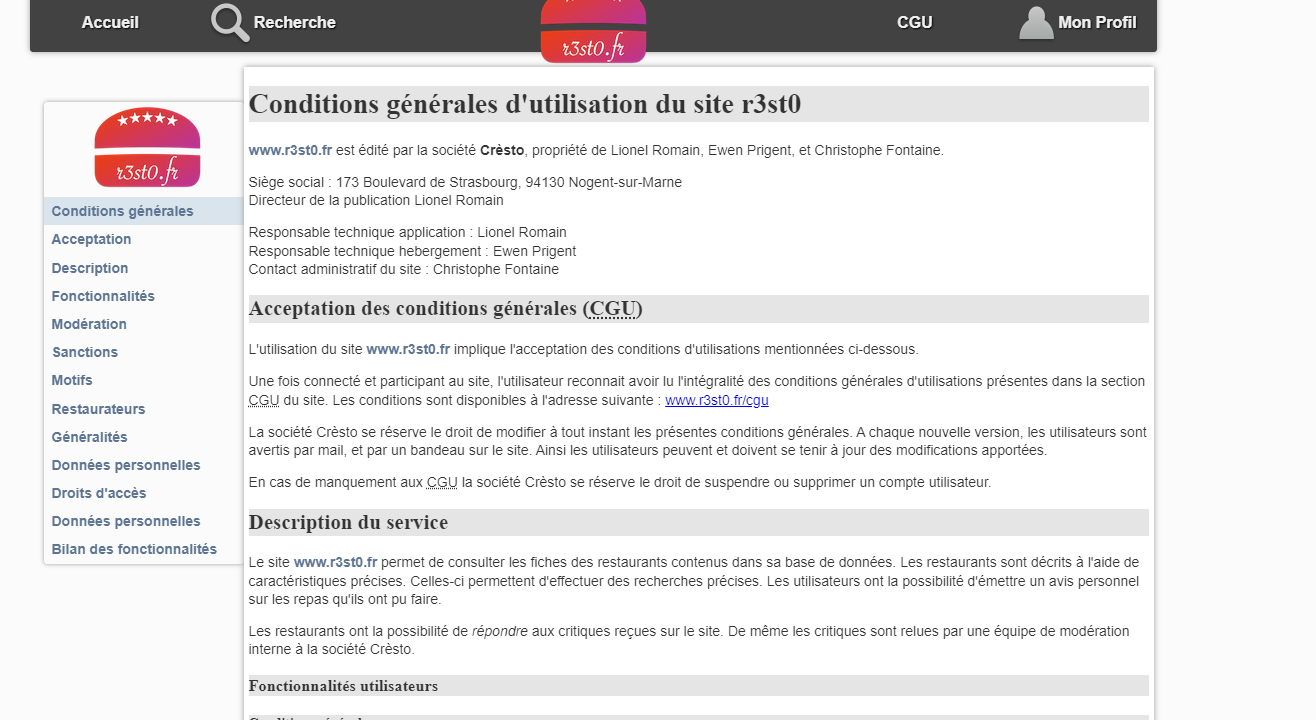 Accueil
Recherche
r3st0.fr
CGU
Mon Profil
r3st0.fr
Conditions générales
Acceptation
Description
Fonctionnalités
Modération
Sanctions
Motifs
Restaurateurs
Généralités
Données personnelles
Droits d'accès
Données personnelles
Bilan des fonctionnalités
Conditions générales d'utilisation du site r3st0
www.r3st0.fr est édité par la société Crèsto, propriété de Lionel Romain, Ewen Prigent, et Christophe Fontaine.
Siège social : 173 Boulevard de Strasbourg, 94130 Nogent-sur-Marne
Directeur de la publication Lionel Romain
Responsable technique application : Lionel Romain
Responsable technique hebergement : Ewen Prigent
Contact administratif du site : Christophe Fontaine
Acceptation des conditions générales (CGU)
L'utilisation du site www.r3st0.fr implique l'acceptation des conditions d'utilisations mentionnées ci-dessous.
Une fois connecté et participant au site, l'utilisateur reconnait avoir lu l'intégralité des conditions générales d'utilisations présentes dans la section
CGU du site. Les conditions sont disponibles à l'adresse suivante : www.r3st0.fr/cgu
La société Crèsto se réserve le droit de modifier à tout instant les présentes conditions générales. A chaque nouvelle version, les utilisateurs sont
avertis par mail, et par un bandeau sur le site. Ainsi les utilisateurs peuvent et doivent se tenir à jour des modifications apportées.
En cas de manquement aux CGU la société Crèsto se réserve le droit de suspendre ou supprimer un compte utilisateur.
Description du service
Le site www.r3st0.fr permet de consulter les fiches des restaurants contenus dans sa base de données. Les restaurants sont décrits à l'aide de
caractéristiques précises. Celles-ci permettent d'effectuer des recherches précises. Les utilisateurs ont la possibilité d'émettre un avis personnel
sur les repas qu'ils ont pu faire.
Les restaurants ont la possibilité de répondre aux critiques reçues sur le site. De même les critiques sont relues par une équipe de modération
interne à la société Crèsto.
Fonctionnalités utilisateurs